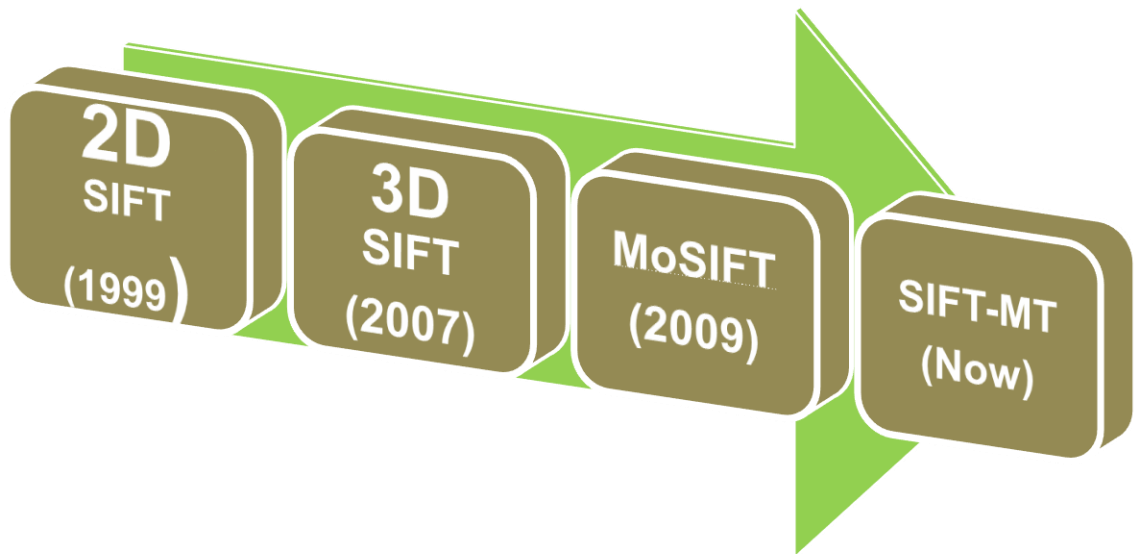 2D
SIFT
(1999)
3D
SIFT
(2007)
MoSIFT
(2009)
SIFT-MT
(Now)